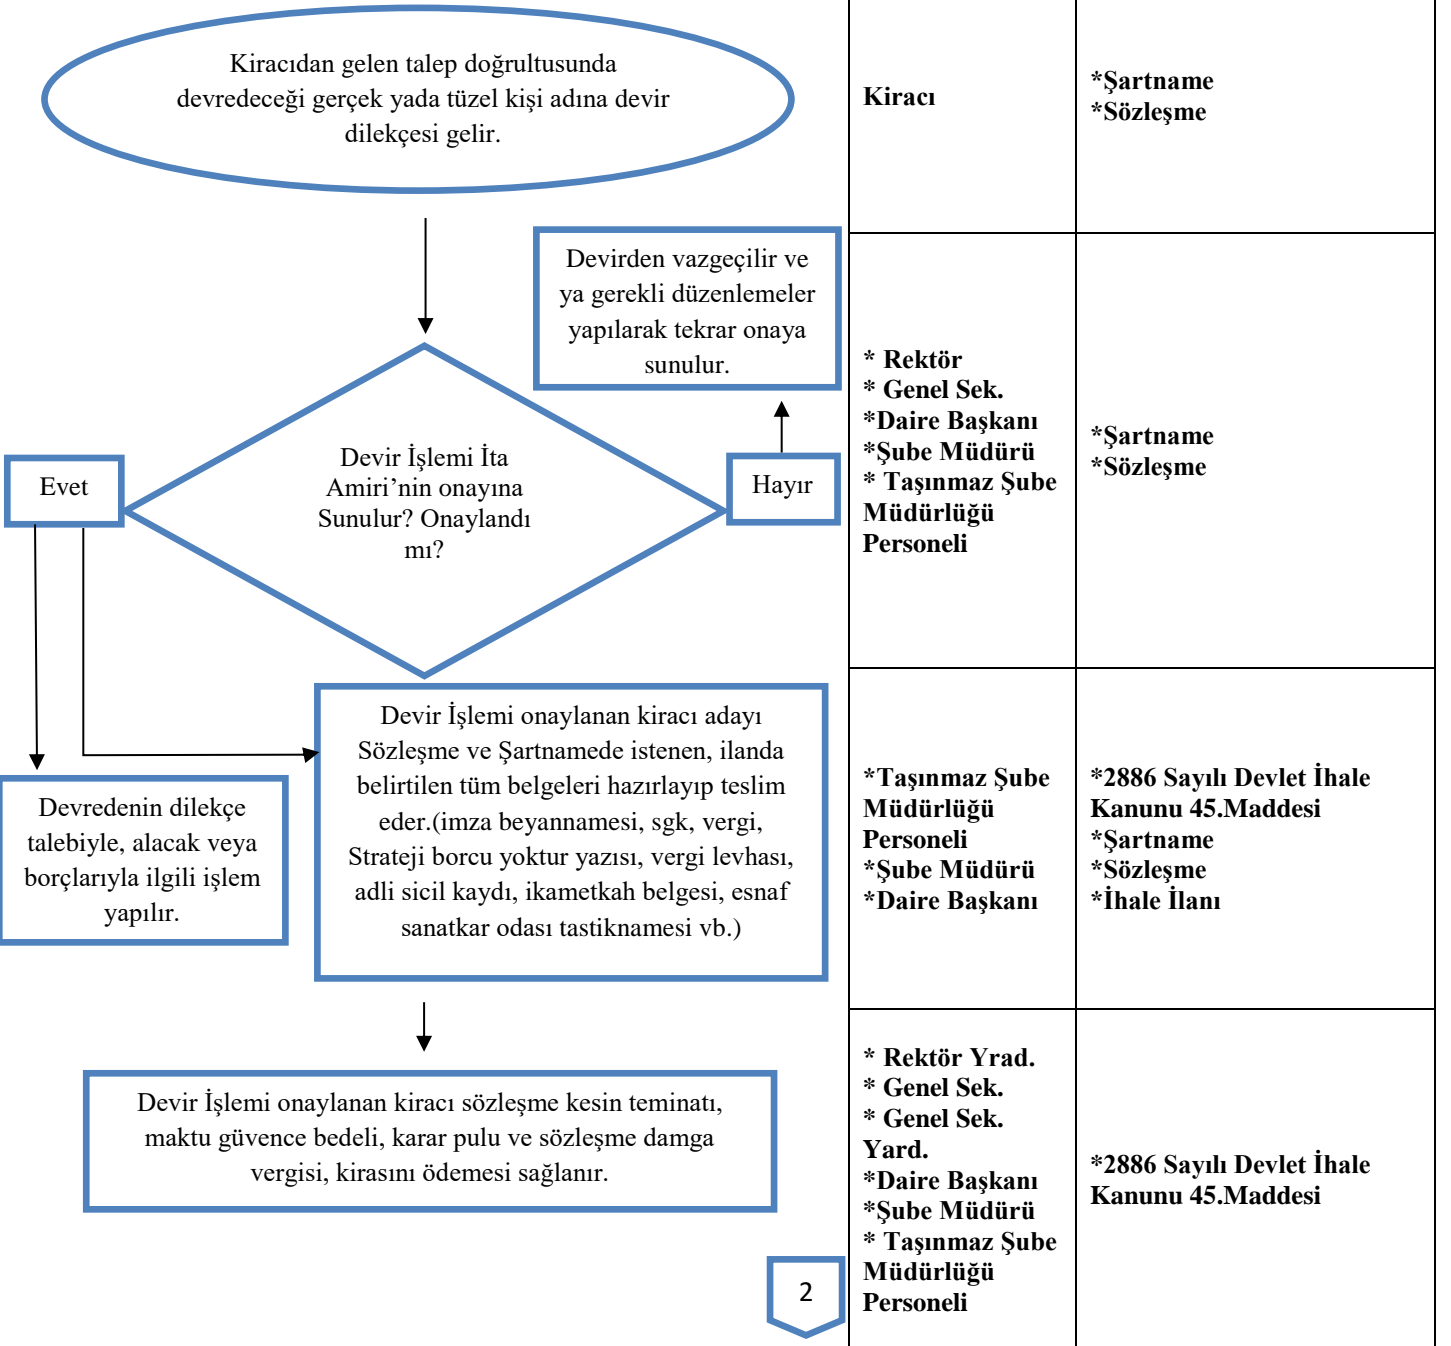 Kiracıdan gelen talep doğrultusunda
devredeceği gerçek yada tüzel kişi adına devir
dilekçesi gelir.
Kiracı
*Şartname
*Sözleşme
Devirden vazgeçilir ve
ya gerekli düzenlemeler
yapılarak tekrar onaya
sunulur.
Devir İşlemi İta
Amiri’nin onayına
Sunulur? Onaylandı
mı?
Evet
Hayır
* Rektör
* Genel Sek.
*Daire Başkanı
*Şube Müdürü
* Taşınmaz Şube
Müdürlüğü
Personeli
*Şartname
*Sözleşme
Devredenin dilekçe
talebiyle, alacak veya
borçlarıyla ilgili işlem
yapılır.
Devir İşlemi onaylanan kiracı adayı
Sözleşme ve Şartnamede istenen, ilanda
belirtilen tüm belgeleri hazırlayıp teslim
eder.(imza beyannamesi, sgk, vergi,
Strateji borcu yoktur yazısı, vergi levhası,
adli sicil kaydı, ikametkah belgesi, esnaf
sanatkar odası tastiknamesi vb.)
*Taşınmaz Şube
Müdürlüğü
Personeli
*Şube Müdürü
*Daire Başkanı
*2886 Sayılı Devlet İhale
Kanunu 45.Maddesi
*Şartname
*Sözleşme
*İhale İlanı
Devir İşlemi onaylanan kiracı sözleşme kesin teminatı,
maktu güvence bedeli, karar pulu ve sözleşme damga
vergisi, kirasını ödemesi sağlanır.
* Rektör Yrad.
* Genel Sek.
* Genel Sek.
Yard.
*Daire Başkanı
*Şube Müdürü
* Taşınmaz Şube
Müdürlüğü
Personeli
*2886 Sayılı Devlet İhale
Kanunu 45.Maddesi
2